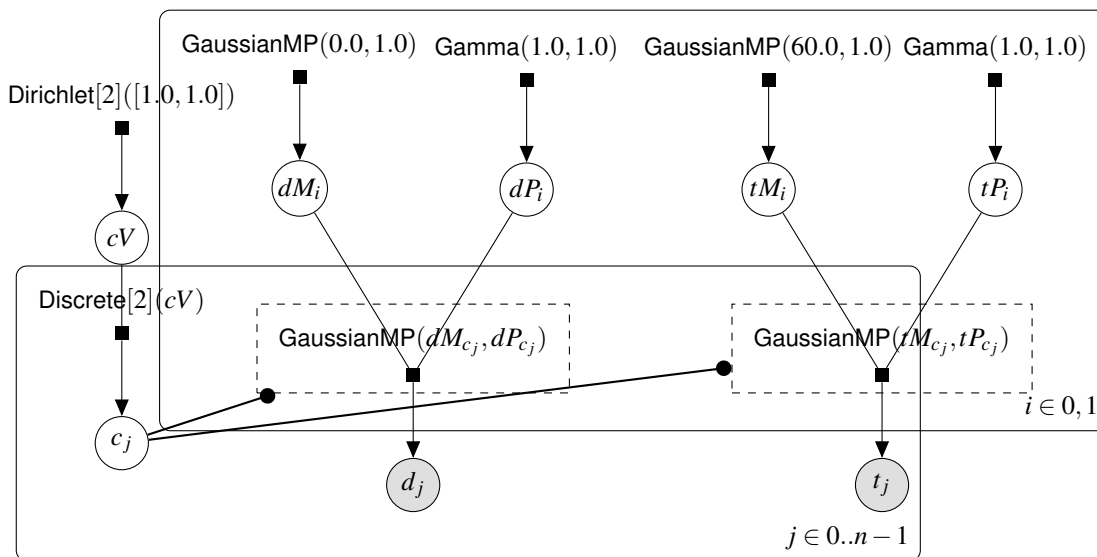 GaussianMP(0.0, 1.0) Gamma(1.0, 1.0) GaussianMP(60.0, 1.0) Gamma(1.0, 1.0)
Dirichlet[2]([1.0, 1.0])
dM_i dP_i tM_i tP_i
cV
Discrete[2](cV)
GaussianMP(dM_{c_j}, dP_{c_j}) GaussianMP(tM_{c_j}, tP_{c_j})
i ∈ 0, 1
c_j
d_j t_j
j ∈ 0..n − 1